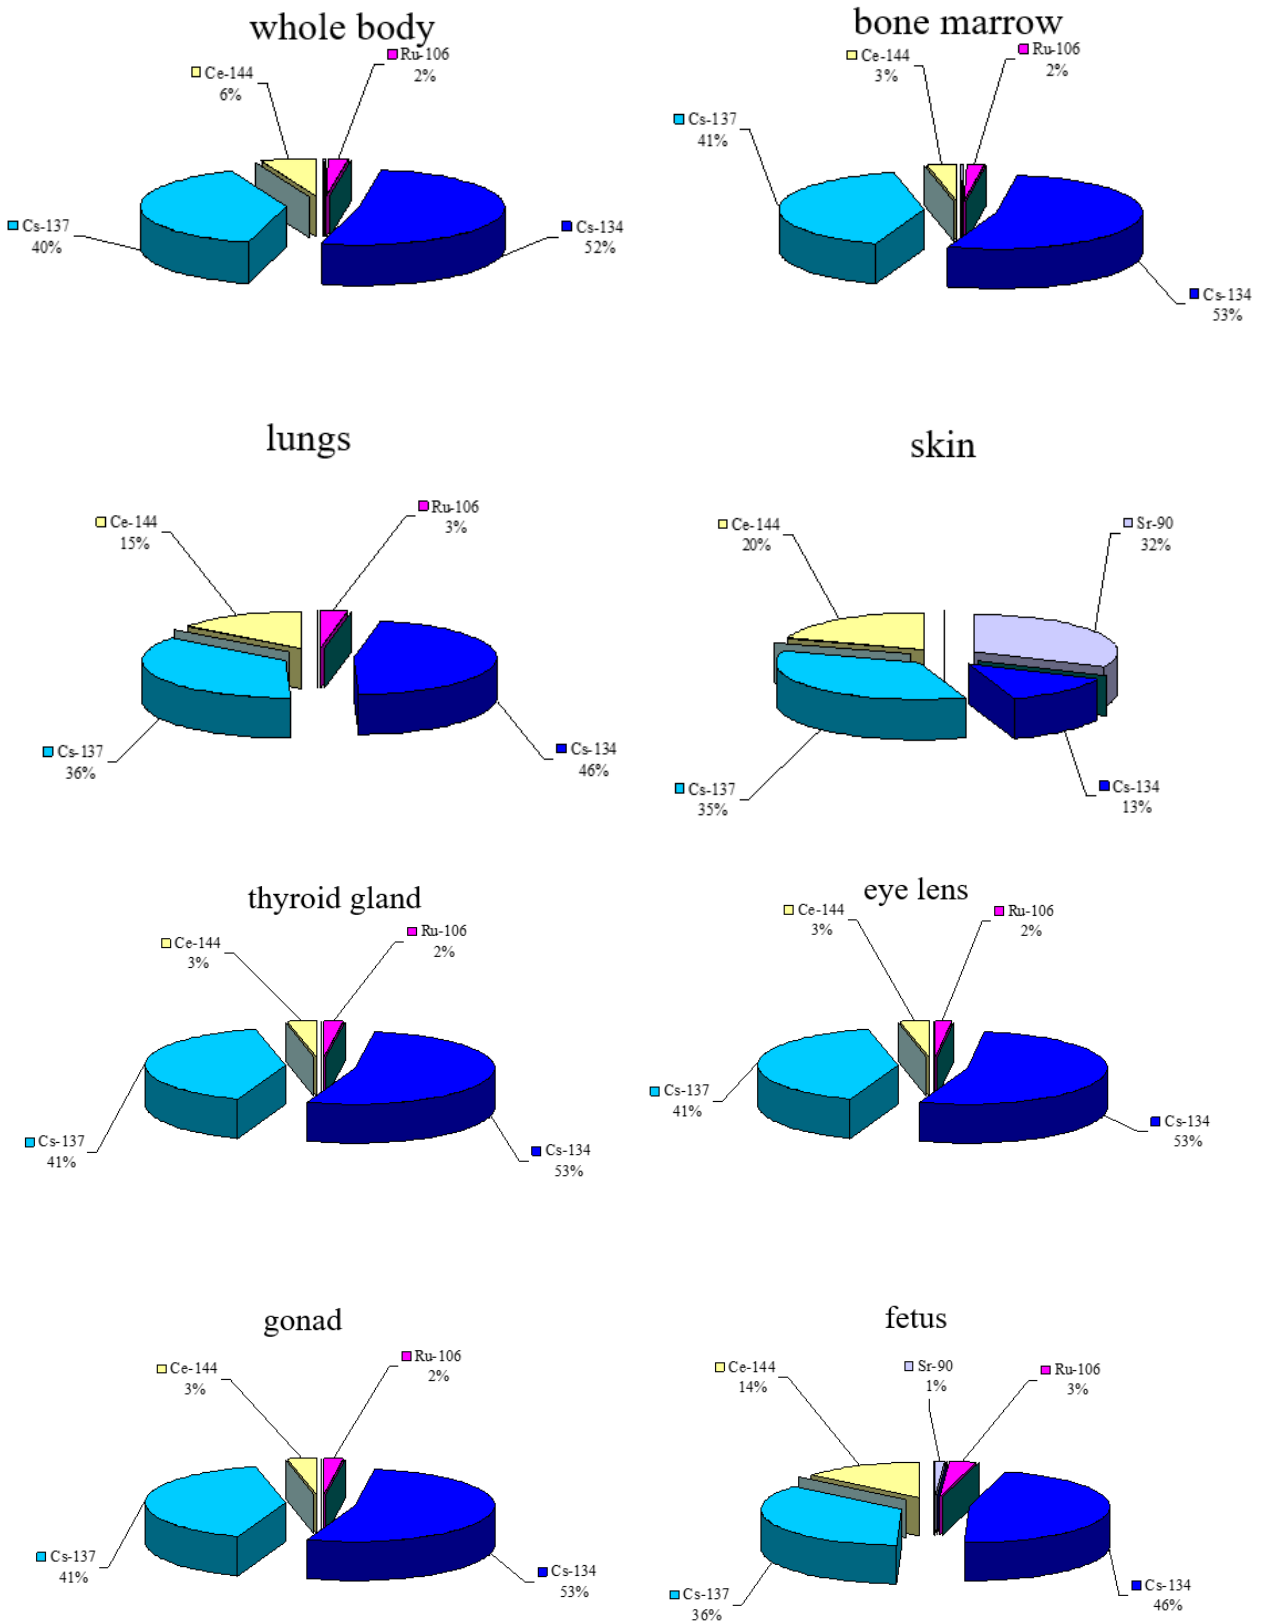 whole body
Ru-106
2%
Ce-144
6%
Cs-137
40%
Cs-134
52%
bone marrow
Ce-144
3%
Ru-106
2%
Cs-137
41%
Cs-134
53%
lungs
Ce-144
15%
Ru-106
3%
Cs-137
36%
Cs-134
46%
skin
Ce-144
20%
Sr-90
32%
Cs-137
35%
Cs-134
13%
thyroid gland
Ce-144
3%
Ru-106
2%
Cs-137
41%
Cs-134
53%
eye lens
Ce-144
3%
Ru-106
2%
Cs-137
41%
Cs-134
53%
gonad
Ce-144
3%
Ru-106
2%
Cs-137
41%
Cs-134
53%
fetus
Ce-144
14%
Sr-90
1%
Ru-106
3%
Cs-137
36%
Cs-134
46%